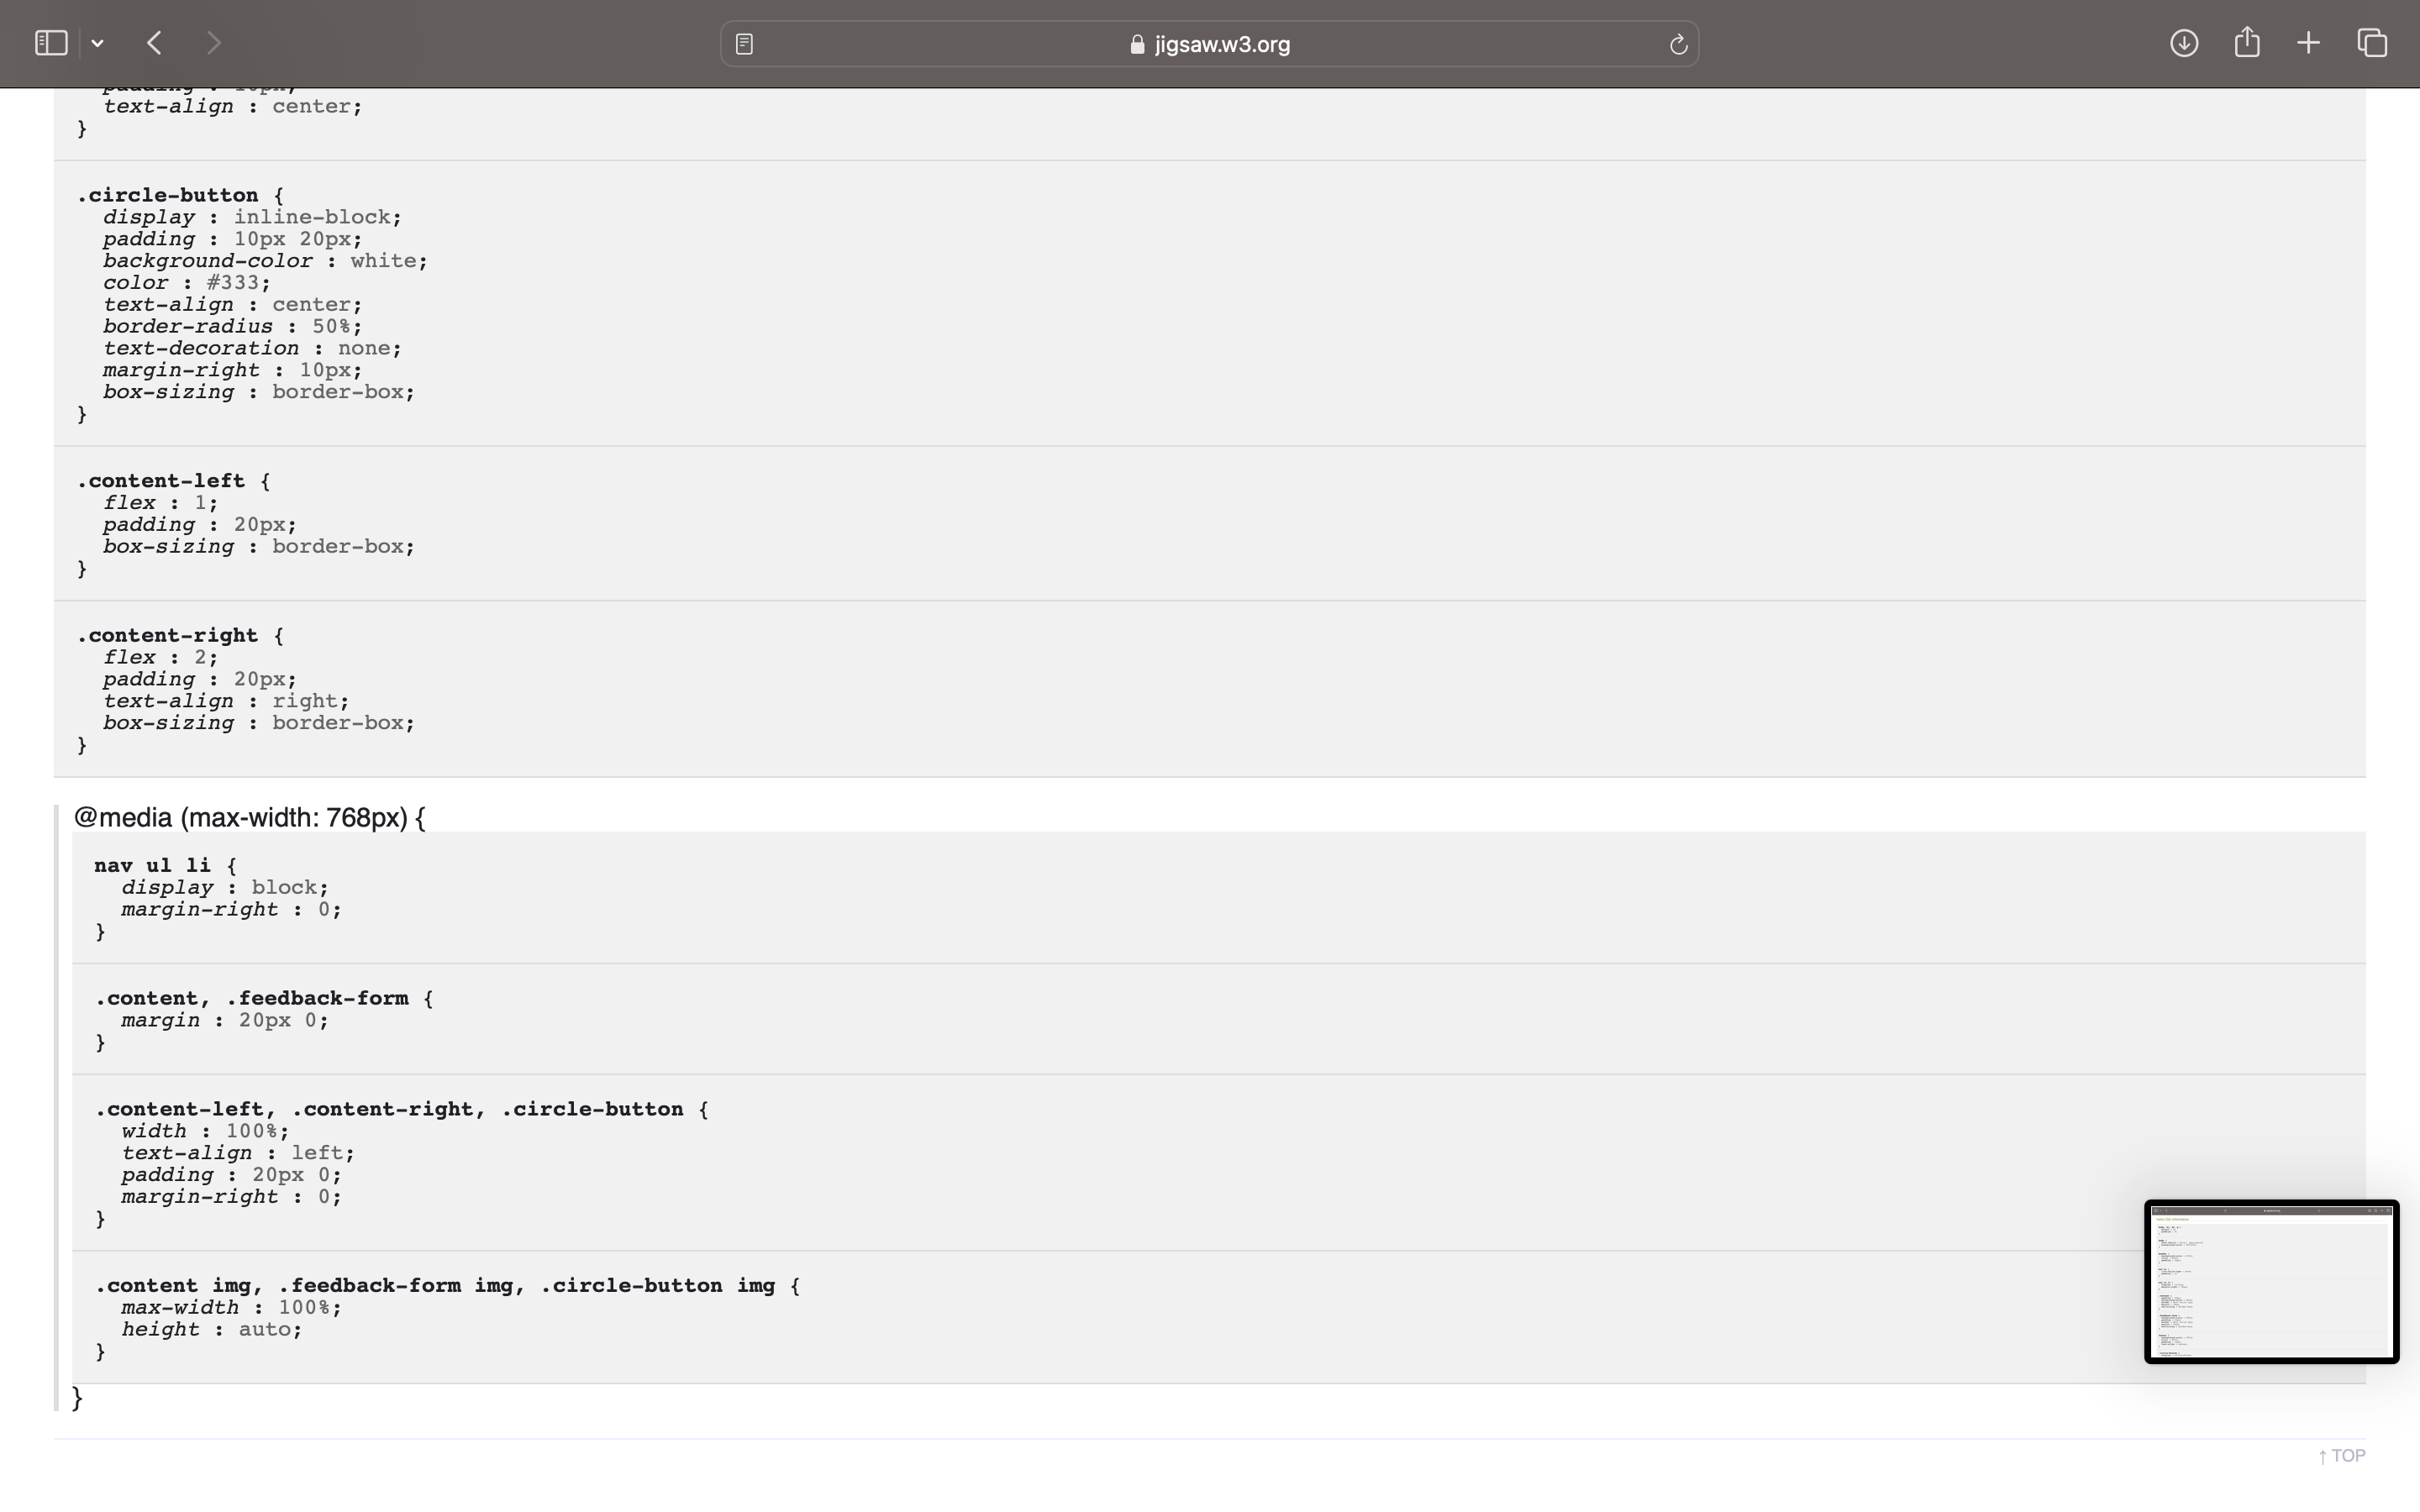 jigsaw.w3.org
padding : 10px;
text-align : center;
}
.circle-button {
display : inline-block;
padding : 10px 20px;
background-color : white;
color : #333;
text-align : center;
border-radius : 50%;
text-decoration : none;
margin-right : 10px;
box-sizing : border-box;
}
.content-left {
flex : 1;
padding : 20px;
box-sizing : border-box;
}
.content-right {
flex : 2;
padding : 20px;
text-align : right;
box-sizing : border-box;
}
@media (max-width: 768px) {
nav ul li {
display : block;
margin-right : 0;
}
.content, .feedback-form {
margin : 20px 0;
}
.content-left, .content-right, .circle-button {
width : 100%;
text-align : left;
padding : 20px 0;
margin-right : 0;
}
.content img, .feedback-form img, .circle-button img {
max-width : 100%;
height : auto;
}
}
↑ TOP